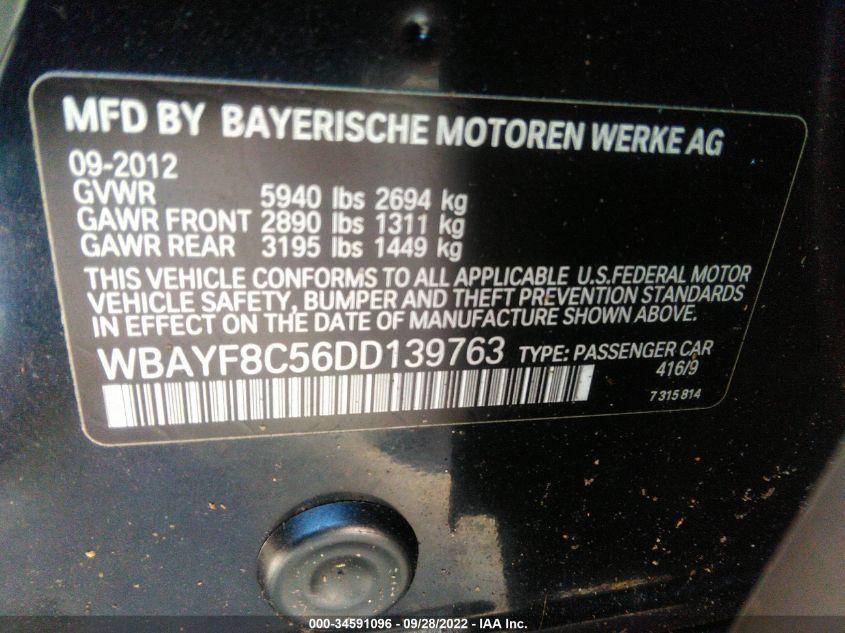 MFD BY BAYERISCHE MOTOREN WERKE AG
09-2012
GVWR 5940 lbs 2694 kg
GAWR FRONT 2890 lbs 1311 kg
GAWR REAR 3195 lbs 1449 kg
THIS VEHICLE CONFORMS TO ALL APPLICABLE U.S.FEDERAL MOTOR
VEHICLE SAFETY, BUMPER AND THEFT PREVENTION STANDARDS
IN EFFECT ON THE DATE OF MANUFACTURE SHOWN ABOVE.
WBAYF8C56DD139763 TYPE: PASSENGER CAR
416/9
7 315 814
000-34591096 - 09/28/2022 - IAA Inc.